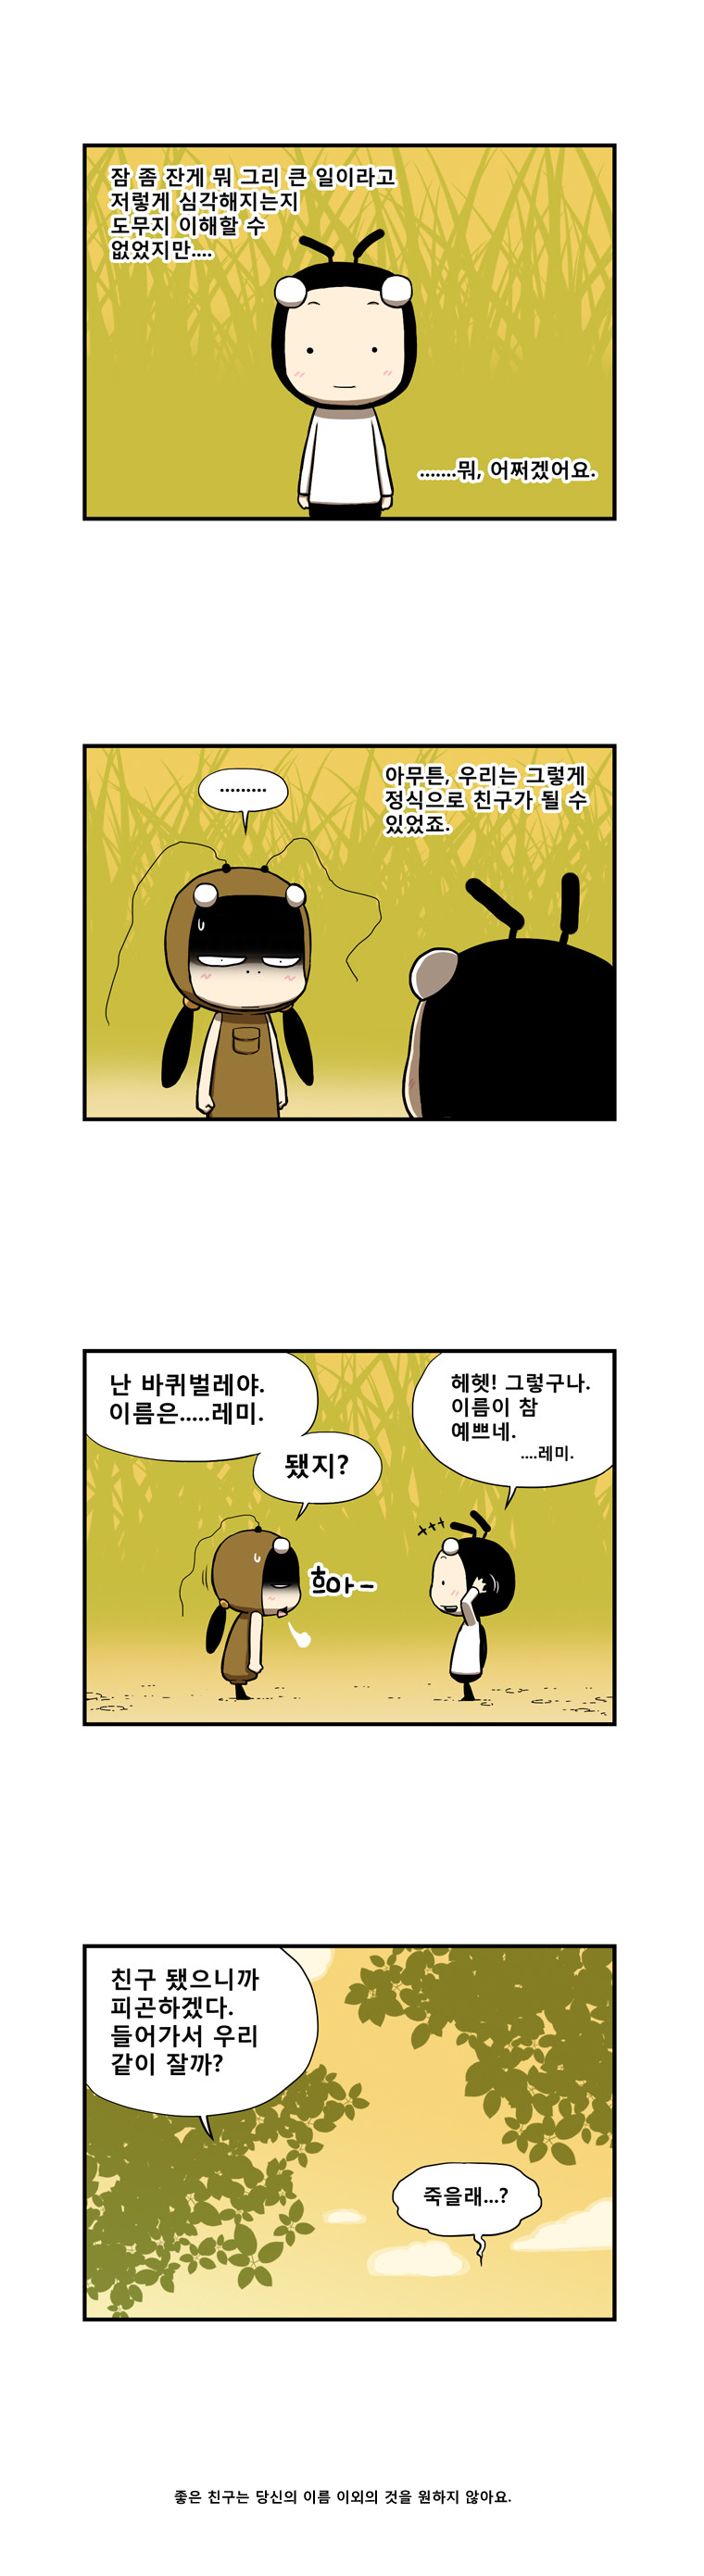 잠 좀 잔게 뭐 그리 큰 일이라고
저렇게 심각해지는지
도무지 이해할 수
없었지만....
.......뭐, 어쩌겠어요.
.........
아무튼, 우리는 그렇게
정식으로 친구가 될 수
있었죠.
난 바퀴벌레야.
이름은.....레미.
됐지?
헤헷! 그렇구나.
이름이 참
예쁘네.
....레미.
흐아-
친구 됐으니까
피곤하겠다.
들어가서 우리
같이 잘까?
죽을래...?
좋은 친구는 당신의 이름 이외의 것을 원하지 않아요.